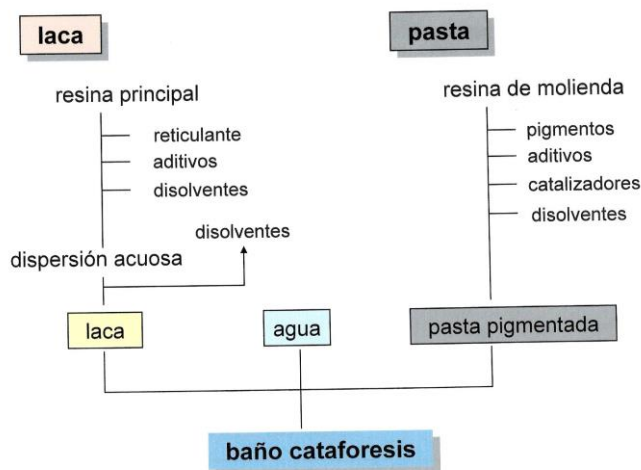 laca
pasta
resina principal
resina de molienda
reticulante
aditivos
disolventes
pigmentos
aditivos
catalizadores
disolventes
disolventes
dispersión acuosa
laca
agua
pasta pigmentada
baño cataforesis